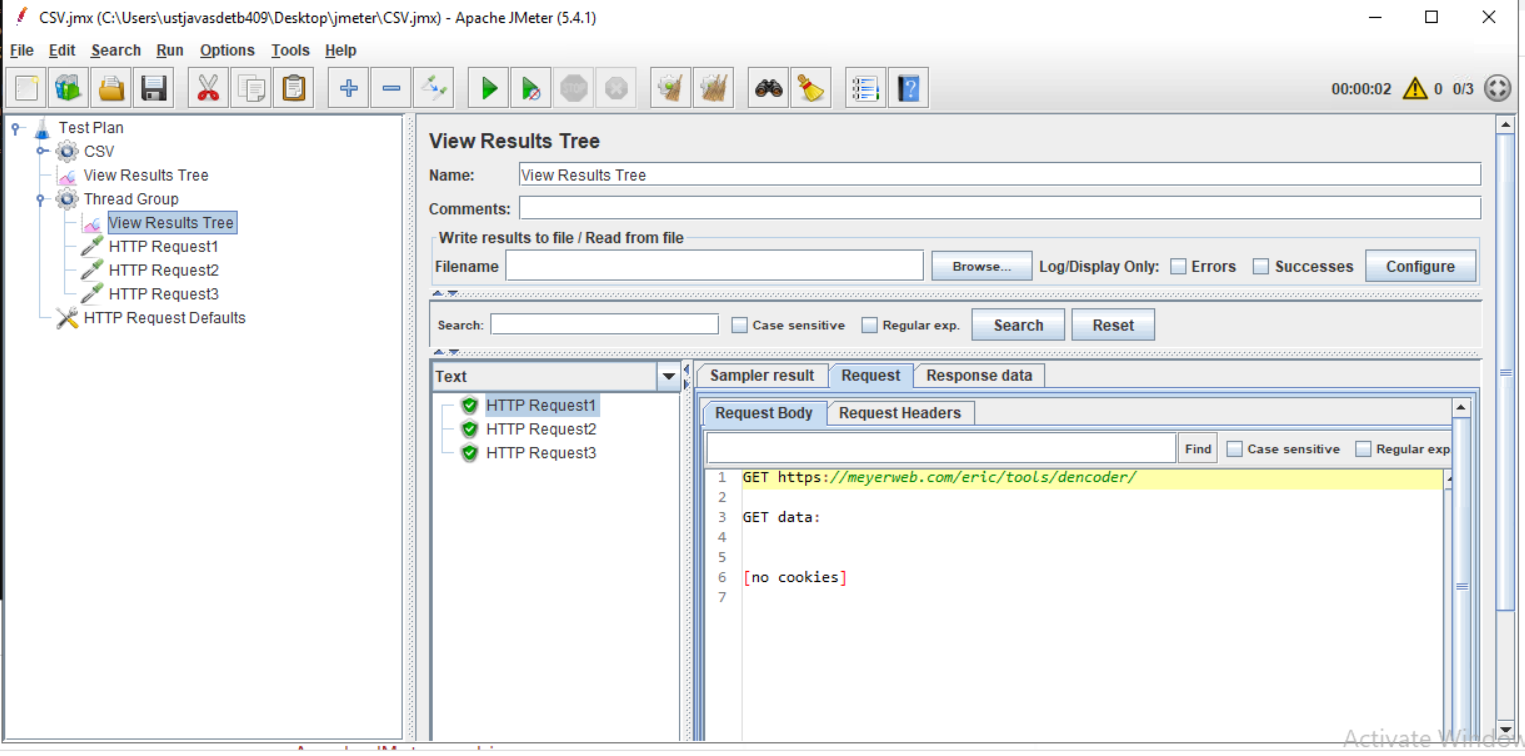 CSV.jmx (C:\Users\ustjavasdetb409\Desktop\jmeter\CSV.jmx) - Apache JMeter (5.4.1)
File Edit Search Run Options Tools Help
STOP
00:00:02 0 0/3
Test Plan
CSV
View Results Tree
Thread Group
View Results Tree
HTTP Request1
HTTP Request2
HTTP Request3
HTTP Request Defaults
View Results Tree
Name: View Results Tree
Comments:
Write results to file / Read from file
Filename Browse... Log/Display Only: Errors Successes Configure
Search: Case sensitive Regular exp. Search Reset
Text
HTTP Request1
HTTP Request2
HTTP Request3
Sampler result Request Response data
Request Body Request Headers
Find Case sensitive Regular exp
1 GET https://meyerweb.com/eric/tools/dencoder/
2
3 GET data:
4
5
6 [no cookies]
7
Activate Window